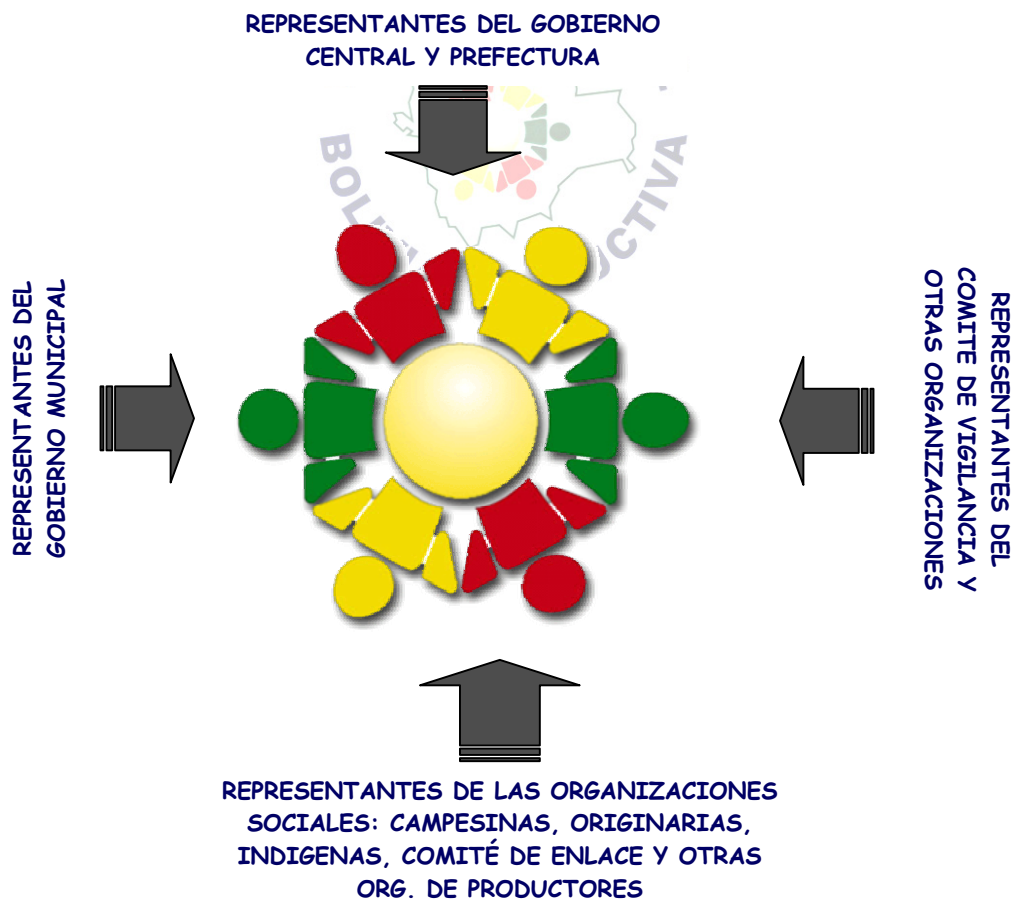 REPRESENTANTES DEL GOBIERNO
CENTRAL Y PREFECTURA
REPRESENTANTES DEL
GOBIERNO MUNICIPAL
REPRESENTANTES DEL
COMITE DE VIGILANCIA Y
OTRAS ORGANIZACIONES
REPRESENTANTES DE LAS ORGANIZACIONES
SOCIALES: CAMPESINAS, ORIGINARIAS,
INDIGENAS, COMITÉ DE ENLACE Y OTRAS
ORG. DE PRODUCTORES